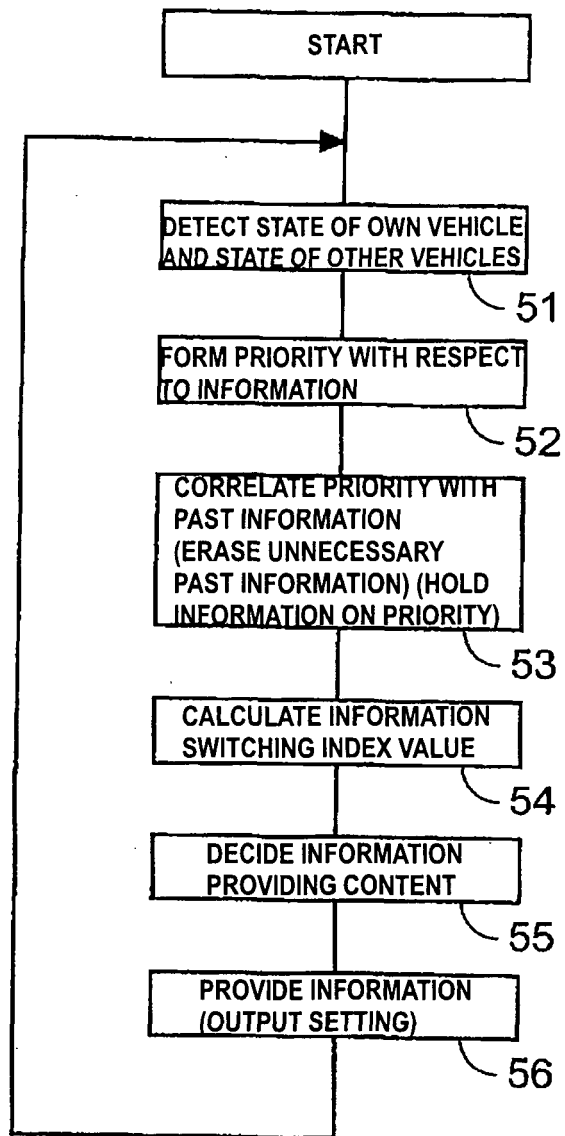 START
DETECT STATE OF OWN VEHICLE
AND STATE OF OTHER VEHICLES
51
FORM PRIORITY WITH RESPECT
TO INFORMATION
52
CORRELATE PRIORITY WITH
PAST INFORMATION
(ERASE UNNECESSARY
PAST INFORMATION) (HOLD
INFORMATION ON PRIORITY)
53
CALCULATE INFORMATION
SWITCHING INDEX VALUE
54
DECIDE INFORMATION
PROVIDING CONTENT
55
PROVIDE INFORMATION
(OUTPUT SETTING)
56